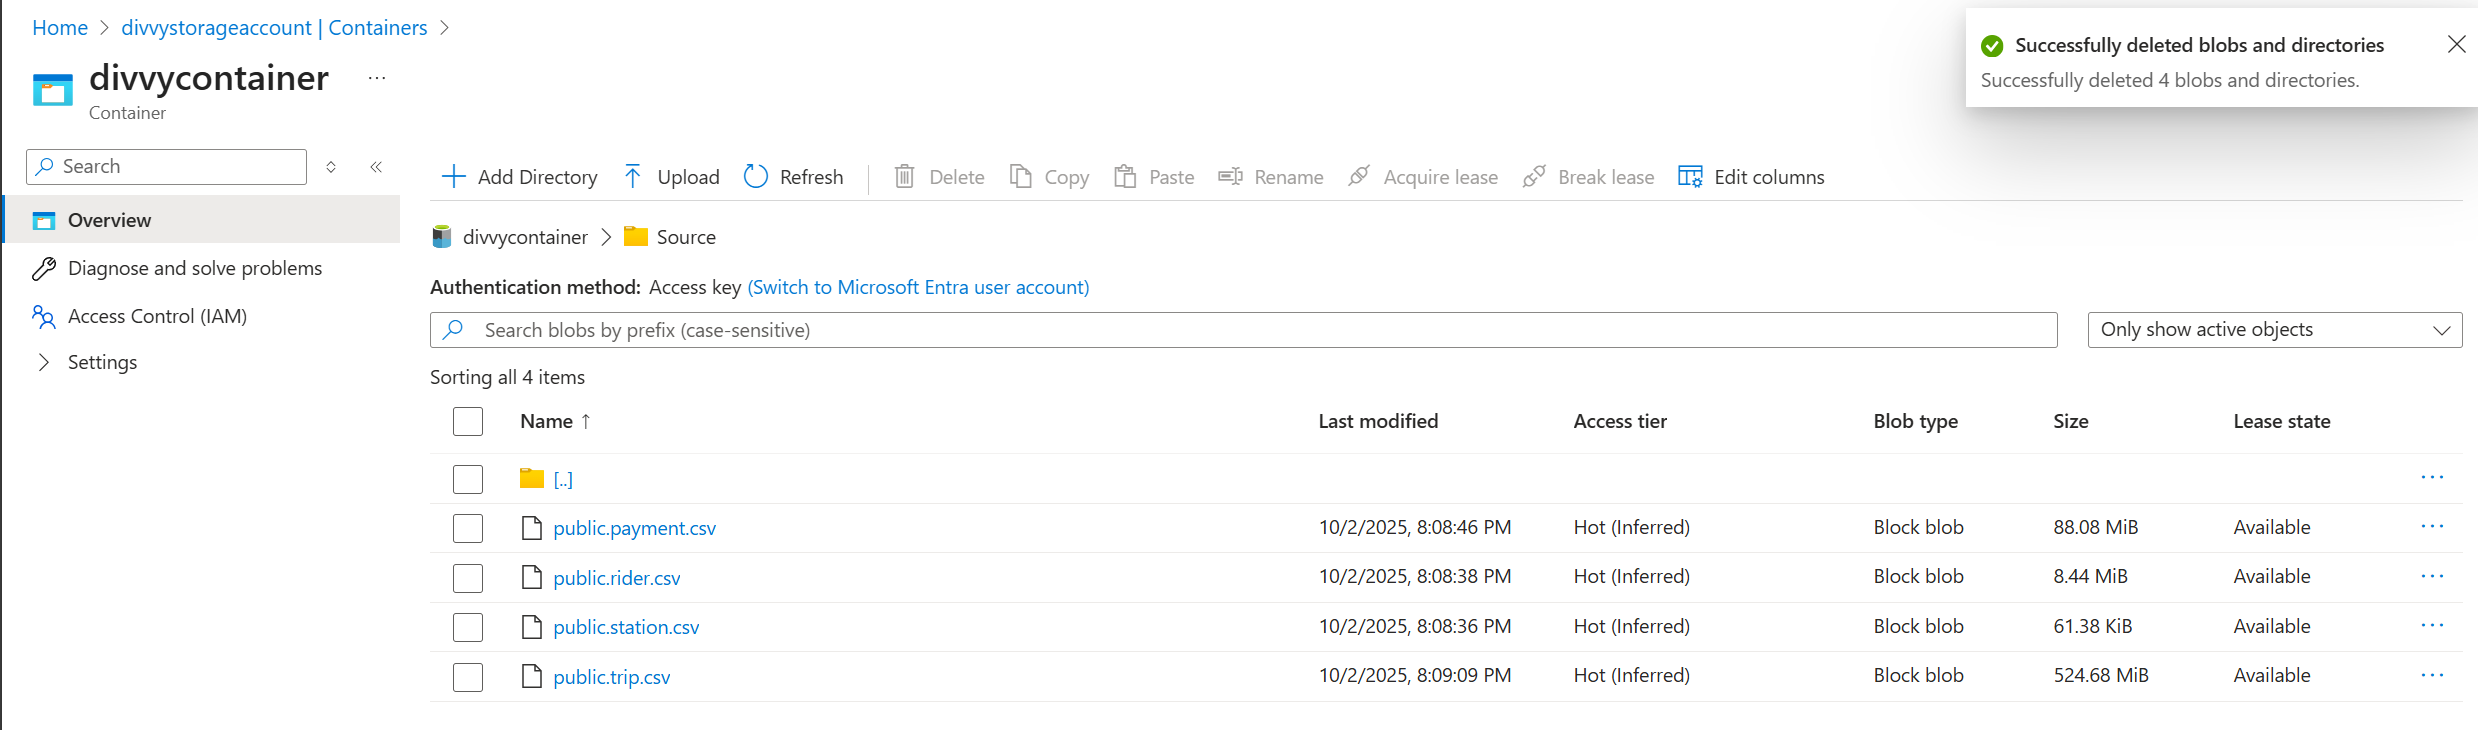 Home > divvystorageaccount | Containers >
divvycontainer ...
Container
Successfully deleted blobs and directories
Successfully deleted 4 blobs and directories.
Search
Overview
Diagnose and solve problems
Access Control (IAM)
Settings
Add Directory Upload Refresh Delete Copy Paste Rename Acquire lease Break lease Edit columns
divvycontainer > Source
Authentication method: Access key (Switch to Microsoft Entra user account)
Search blobs by prefix (case-sensitive) Only show active objects
Sorting all 4 items
Name ↑ Last modified Access tier Blob type Size Lease state
[..] ...
public.payment.csv 10/2/2025, 8:08:46 PM Hot (Inferred) Block blob 88.08 MiB Available ...
public.rider.csv 10/2/2025, 8:08:38 PM Hot (Inferred) Block blob 8.44 MiB Available ...
public.station.csv 10/2/2025, 8:08:36 PM Hot (Inferred) Block blob 61.38 KiB Available ...
public.trip.csv 10/2/2025, 8:09:09 PM Hot (Inferred) Block blob 524.68 MiB Available ...